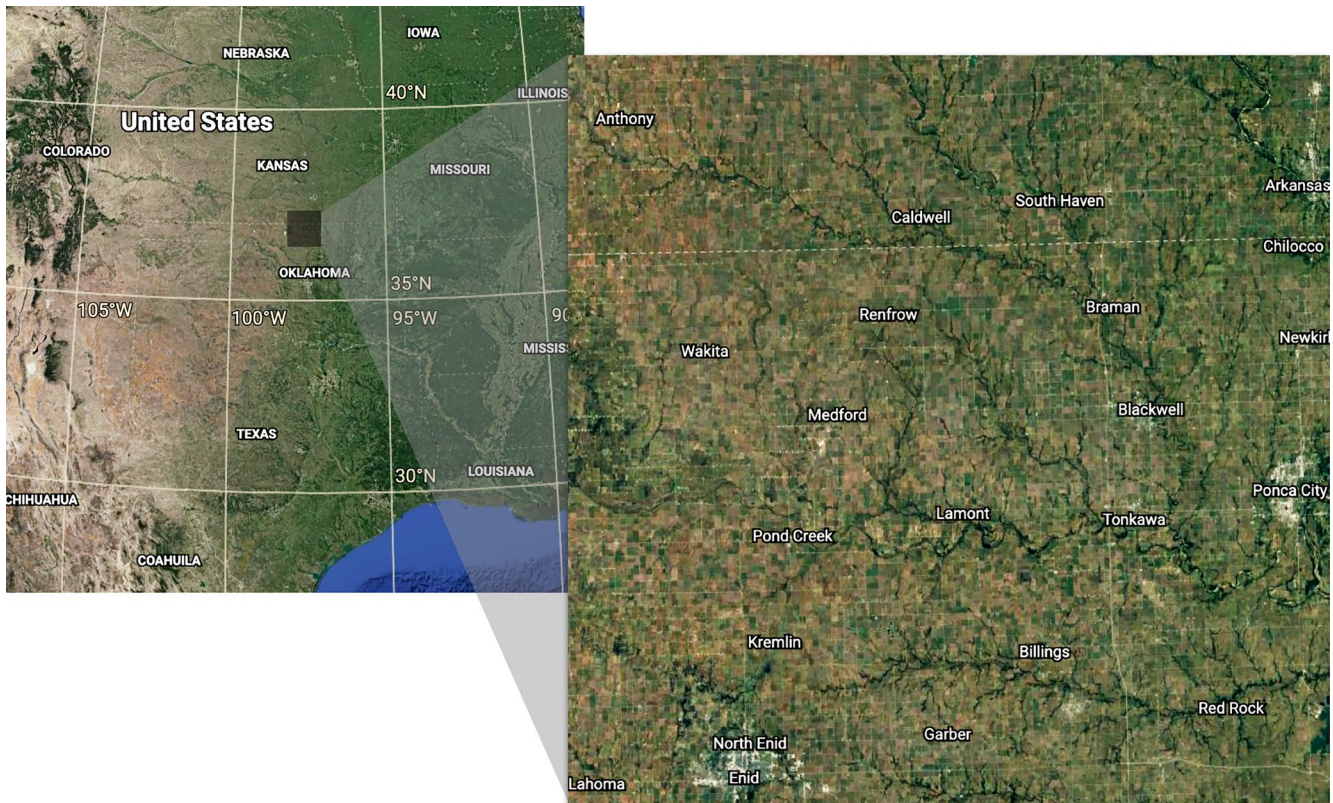 IOWA
NEBRASKA
40°N
ILLINOIS
United States
COLORADO
KANSAS
MISSOURI
OKLAHOMA
35°N
105°W
100°W
95°W
90
MISSIS
TEXAS
30°N
LOUISIANA
CHIHUAHUA
COAHUILA
Anthony
Arkansas
South Haven
Caldwell
Chilocco
Braman
Renfrow
Newkirk
Wakita
Blackwell
Medford
Ponca City
Lamont
Tonkawa
Pond Creek
Kremlin
Billings
Red Rock
Garber
North Enid
Enid
Lahoma